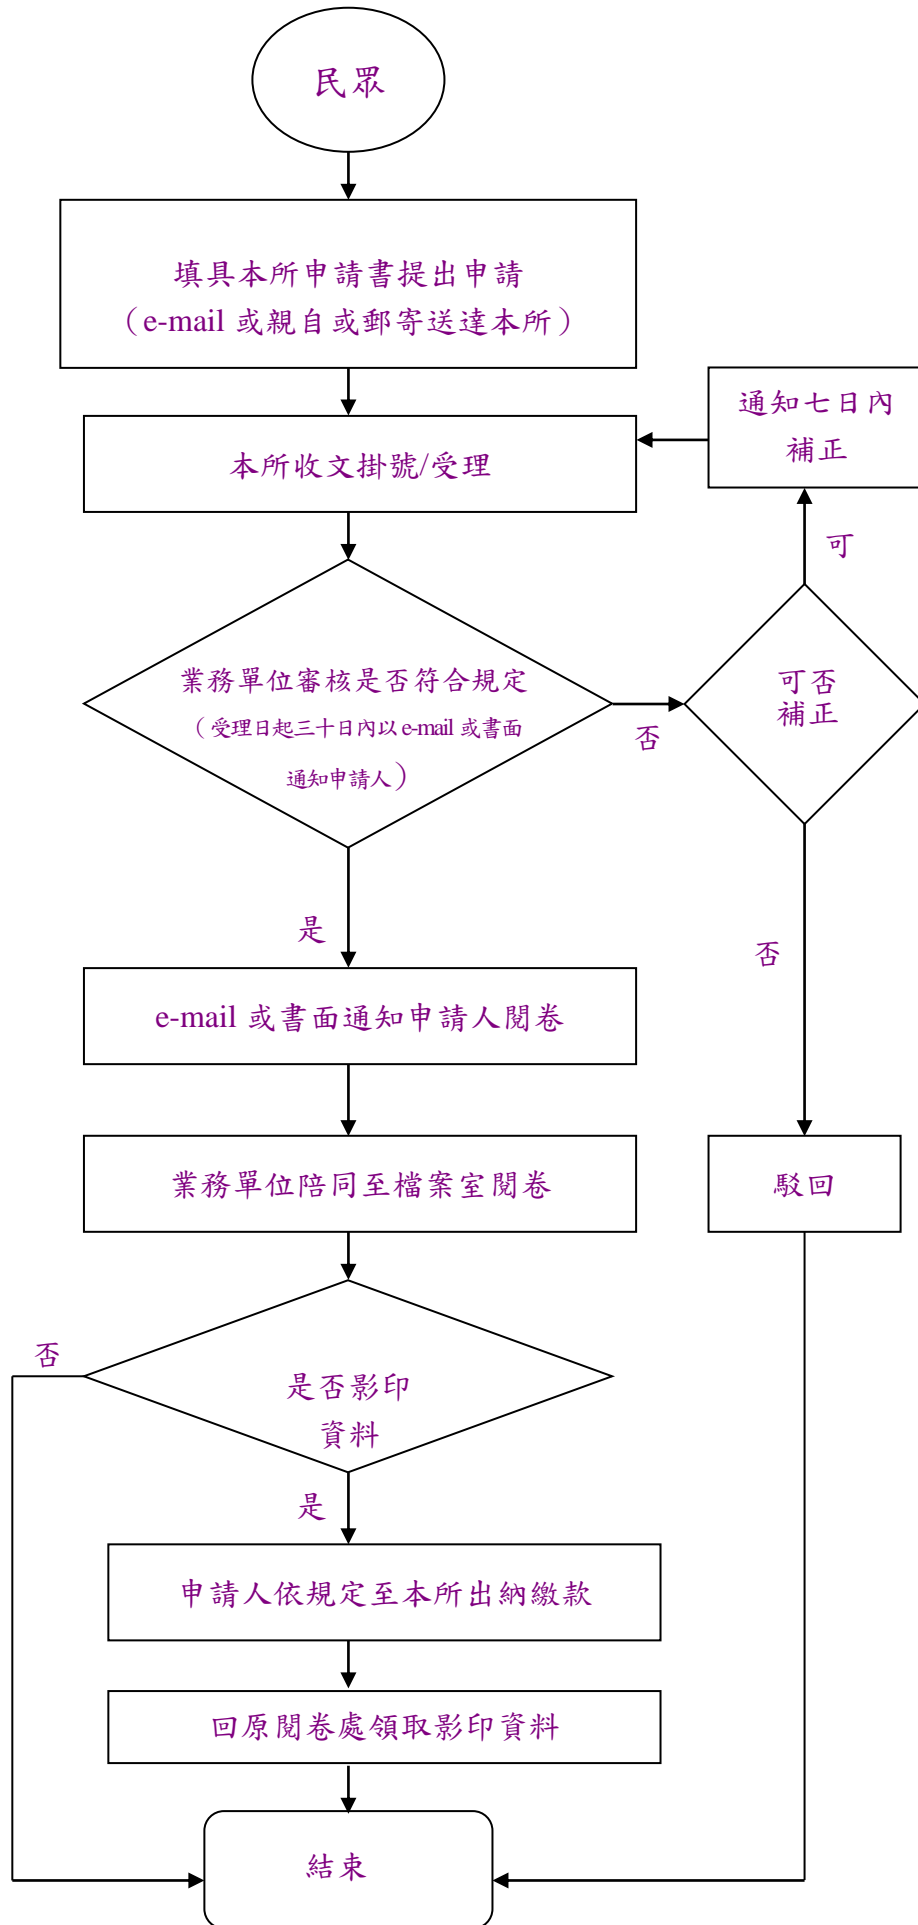 民眾
填具本所申請書提出申請
（e-mail 或親自或郵寄送達本所）
通知七日內
補正
本所收文掛號/受理
可
業務單位審核是否符合規定
（受理日起三十日內以 e-mail 或書面
通知申請人）
否
可否
補正
是
否
e-mail 或書面通知申請人閱卷
業務單位陪同至檔案室閱卷
駁回
否
是否影印
資料
是
申請人依規定至本所出納繳款
回原閱卷處領取影印資料
結束